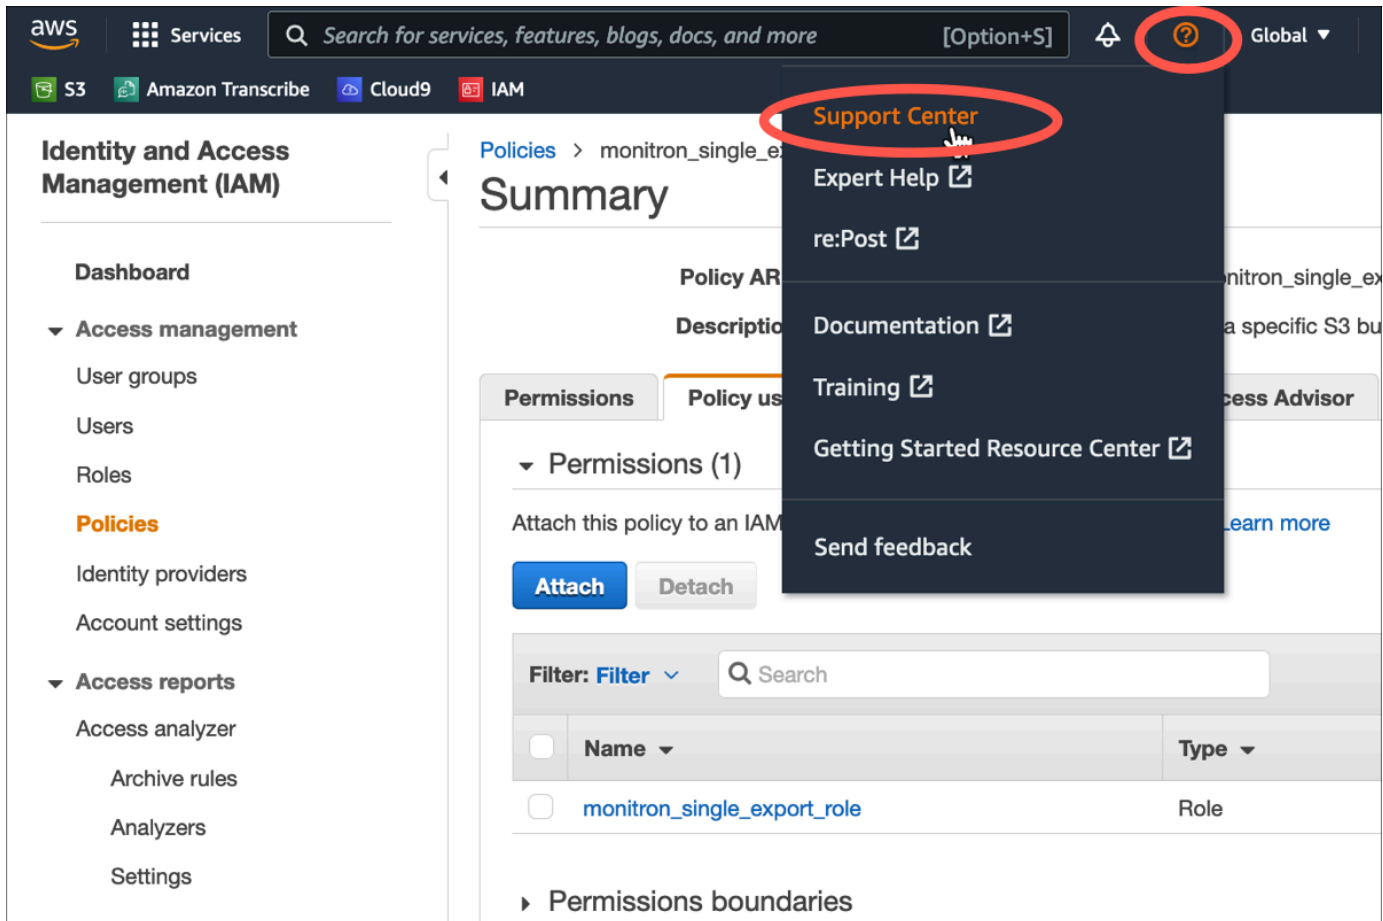 aws
Services
Search for services, features, blogs, docs, and more
[Option+S]
Global
S3
Amazon Transcribe
Cloud9
IAM
Support Center
Expert Help
re:Post
Documentation
Training
Getting Started Resource Center
Send feedback
Identity and Access
Management (IAM)
Dashboard
Access management
User groups
Users
Roles
Policies
Identity providers
Account settings
Access reports
Access analyzer
Archive rules
Analyzers
Settings
Policies > monitron_single_e
Summary
Policy AR
nitron_single_ex
Descriptio
a specific S3 bu
Permissions
Policy us
cess Advisor
Permissions (1)
Attach this policy to an IAM
Learn more
Attach
Detach
Filter: Filter
Search
Name
Type
monitron_single_export_role
Role
Permissions boundaries